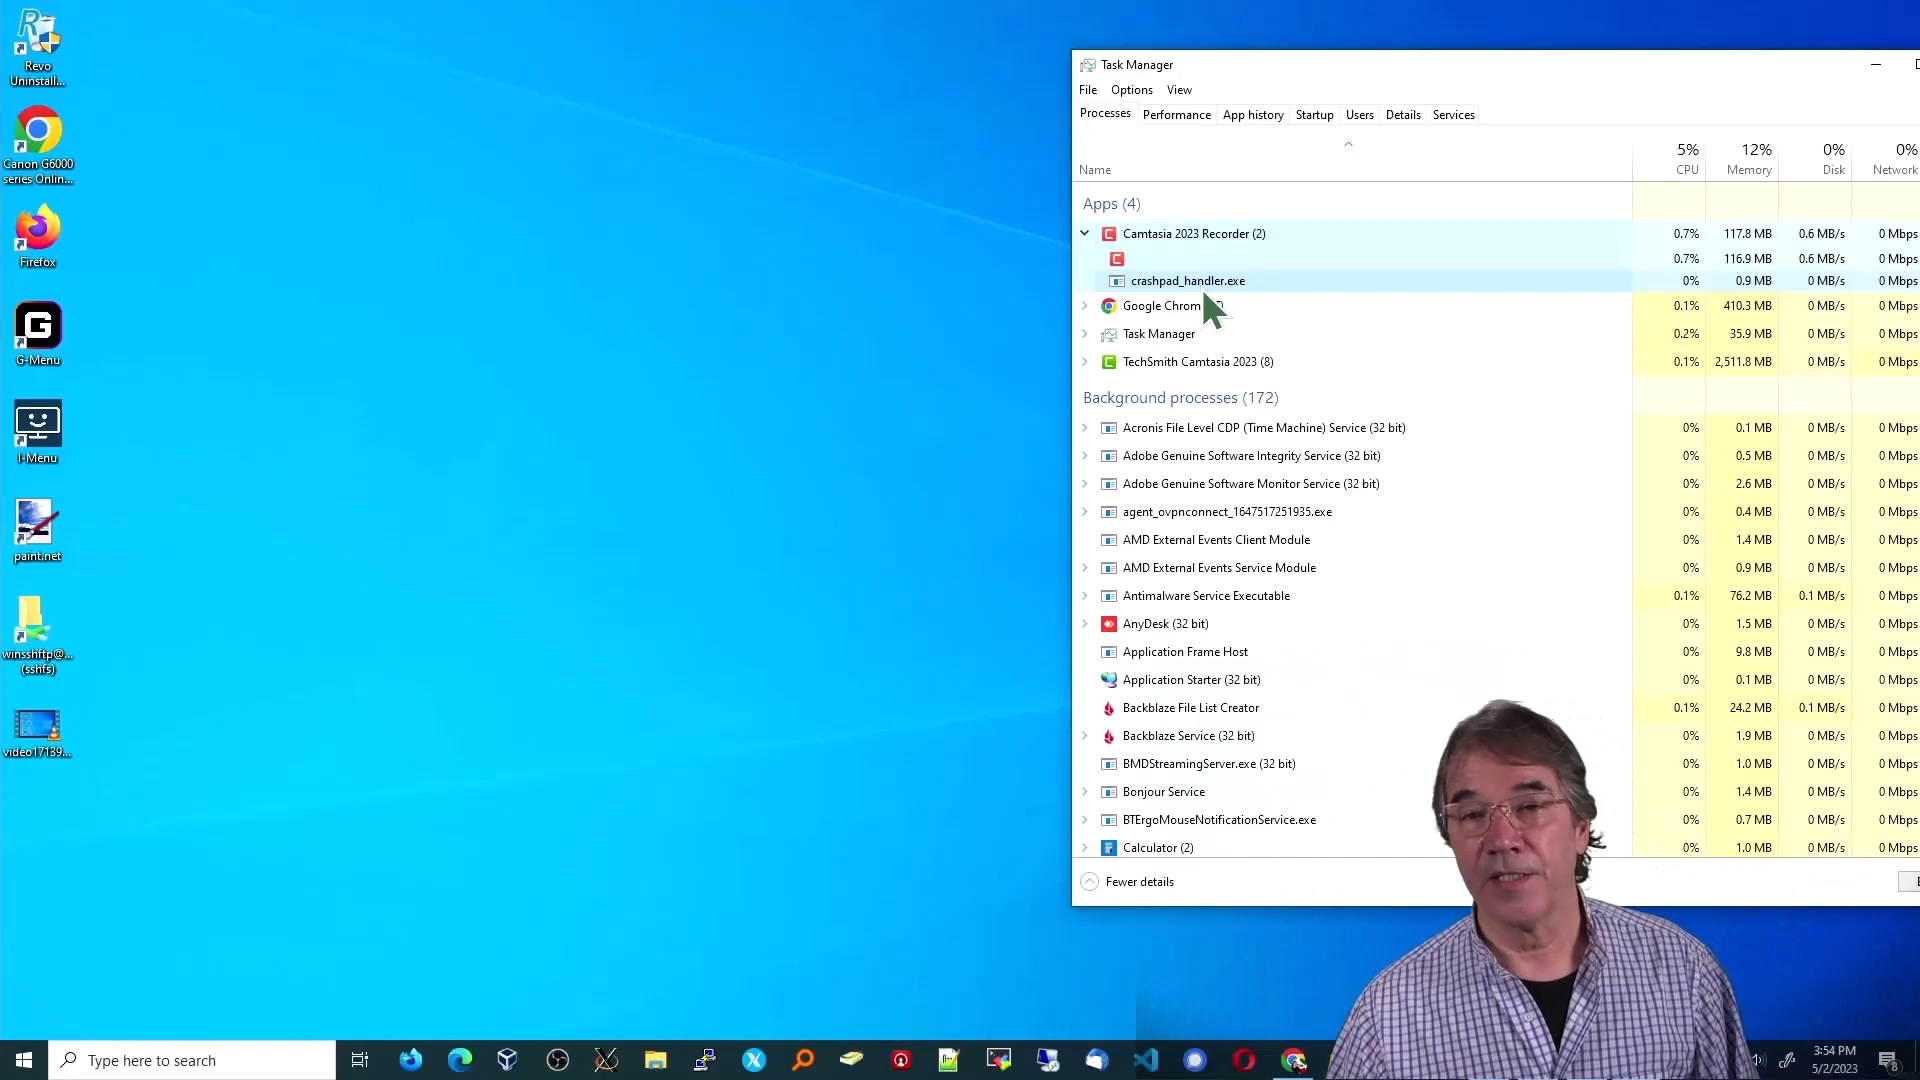 Revo
Uninstall...
Canon G6000
series Onlin...
Firefox
G-Menu
I-Menu
paint.net
winsshftp@...
(sshfs)
video17139...
Task Manager
File Options View
Processes Performance App history Startup Users Details Services
5% 12% 0% 0%
Name CPU Memory Disk Network
Apps (4)
Camtasia 2023 Recorder (2) 0.7% 117.8 MB 0.6 MB/s 0 Mbps
0.7% 116.9 MB 0.6 MB/s 0 Mbps
crashpad_handler.exe 0% 0.9 MB 0 MB/s 0 Mbps
Google Chrom 0.1% 410.3 MB 0 MB/s 0 Mbps
Task Manager 0.2% 35.9 MB 0 MB/s 0 Mbps
TechSmith Camtasia 2023 (8) 0.1% 2,511.8 MB 0 MB/s 0 Mbps
Background processes (172)
Acronis File Level CDP (Time Machine) Service (32 bit) 0% 0.1 MB 0 MB/s 0 Mbps
Adobe Genuine Software Integrity Service (32 bit) 0% 0.5 MB 0 MB/s 0 Mbps
Adobe Genuine Software Monitor Service (32 bit) 0% 2.6 MB 0 MB/s 0 Mbps
agent_ovpnconnect_1647517251935.exe 0% 0.4 MB 0 MB/s 0 Mbps
AMD External Events Client Module 0% 1.4 MB 0 MB/s 0 Mbps
AMD External Events Service Module 0% 0.9 MB 0 MB/s 0 Mbps
Antimalware Service Executable 0.1% 76.2 MB 0.1 MB/s 0 Mbps
AnyDesk (32 bit) 0% 1.5 MB 0 MB/s 0 Mbps
Application Frame Host 0% 9.8 MB 0 MB/s 0 Mbps
Application Starter (32 bit) 0% 0.1 MB 0 MB/s 0 Mbps
Backblaze File List Creator 0.1% 24.2 MB 0.1 MB/s 0 Mbps
Backblaze Service (32 bit) 0% 1.9 MB 0 MB/s 0 Mbps
BMDStreamingServer.exe (32 bit) 0% 1.0 MB 0 MB/s 0 Mbps
Bonjour Service 0% 1.4 MB 0 MB/s 0 Mbps
BTErgoMouseNotificationService.exe 0% 0.7 MB 0 MB/s 0 Mbps
Calculator (2) 0% 1.0 MB 0 MB/s 0 Mbps
Fewer details
Type here to search
3:54 PM
5/2/2023
8